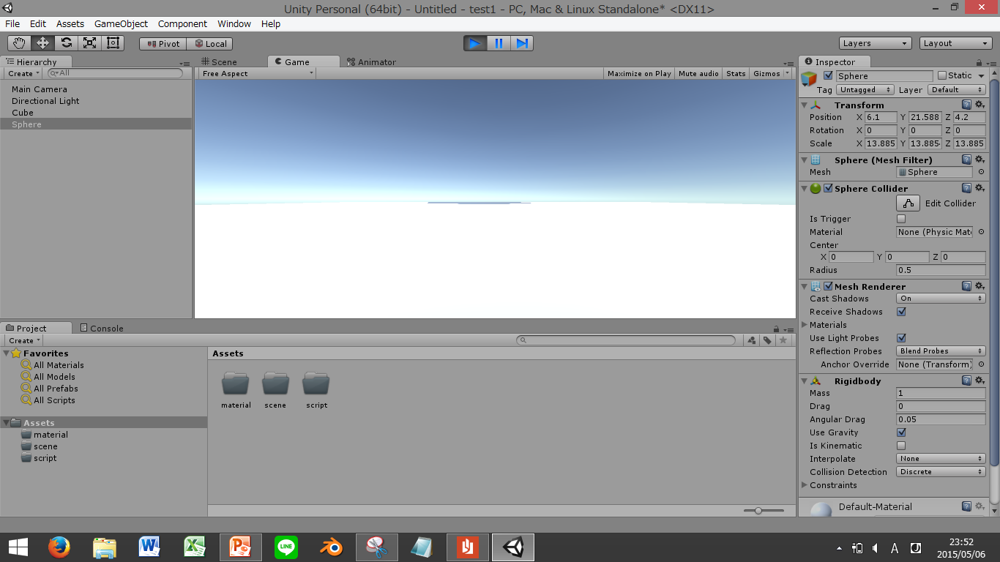 Unity Personal (64bit) - Untitled - test1 - PC, Mac & Linux Standalone* <DX11>
File Edit Assets GameObject Component Window Help
Pivot Local Layers Layout
Hierarchy
Create All
Main Camera
Directional Light
Cube
Sphere
Scene Game Animator
Free Aspect Maximize on Play Mute audio Stats Gizmos
Inspector
Sphere Static
Tag Untagged Layer Default
Transform
Position X 6.1 Y 21.588 Z 4.2
Rotation X 0 Y 0 Z 0
Scale X 13.885 Y 13.885 Z 13.885
Sphere (Mesh Filter)
Mesh Sphere
Sphere Collider
Edit Collider
Is Trigger
Material None (Physic Mat
Center
X 0 Y 0 Z 0
Radius 0.5
Mesh Renderer
Cast Shadows On
Receive Shadows
Materials
Use Light Probes
Reflection Probes Blend Probes
Anchor Override None (Transform)
Rigidbody
Mass 1
Drag 0
Angular Drag 0.05
Use Gravity
Is Kinematic
Interpolate None
Collision Detection Discrete
Constraints
Default-Material
Project Console
Create
Favorites
All Materials
All Models
All Prefabs
All Scripts
Assets
material
scene
script
Assets
material scene script
LINE
A
23:52
2015/05/06